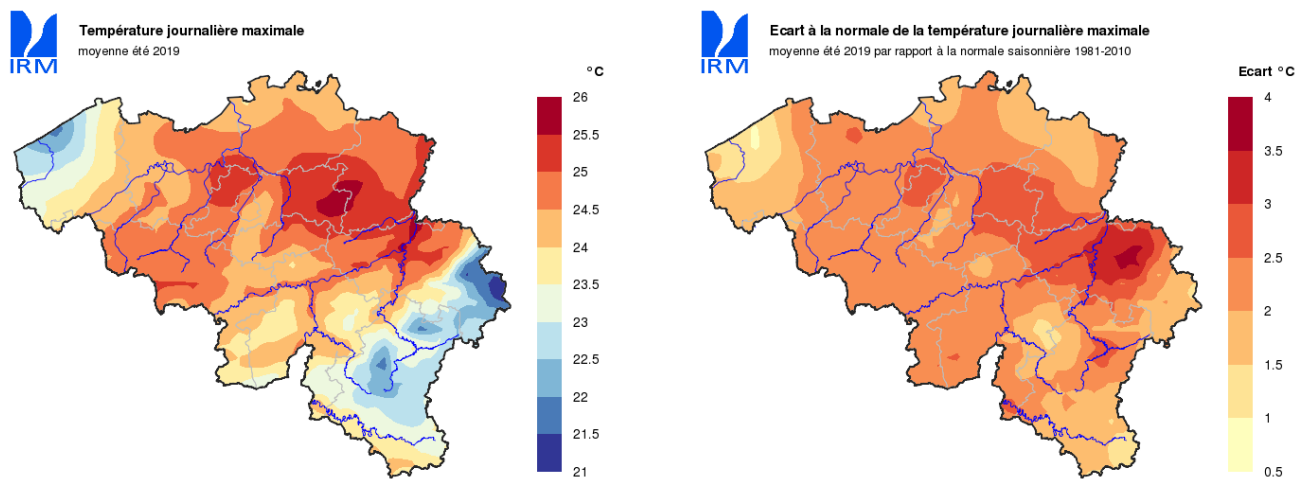 Température journalière maximale
moyenne été 2019
IRM
°C
26
25.5
25
24.5
24
23.5
23
22.5
22
21.5
21
Ecart à la normale de la température journalière maximale
moyenne été 2019 par rapport à la normale saisonnière 1981-2010
IRM
Ecart °C
4
3.5
3
2.5
2
1.5
1
0.5